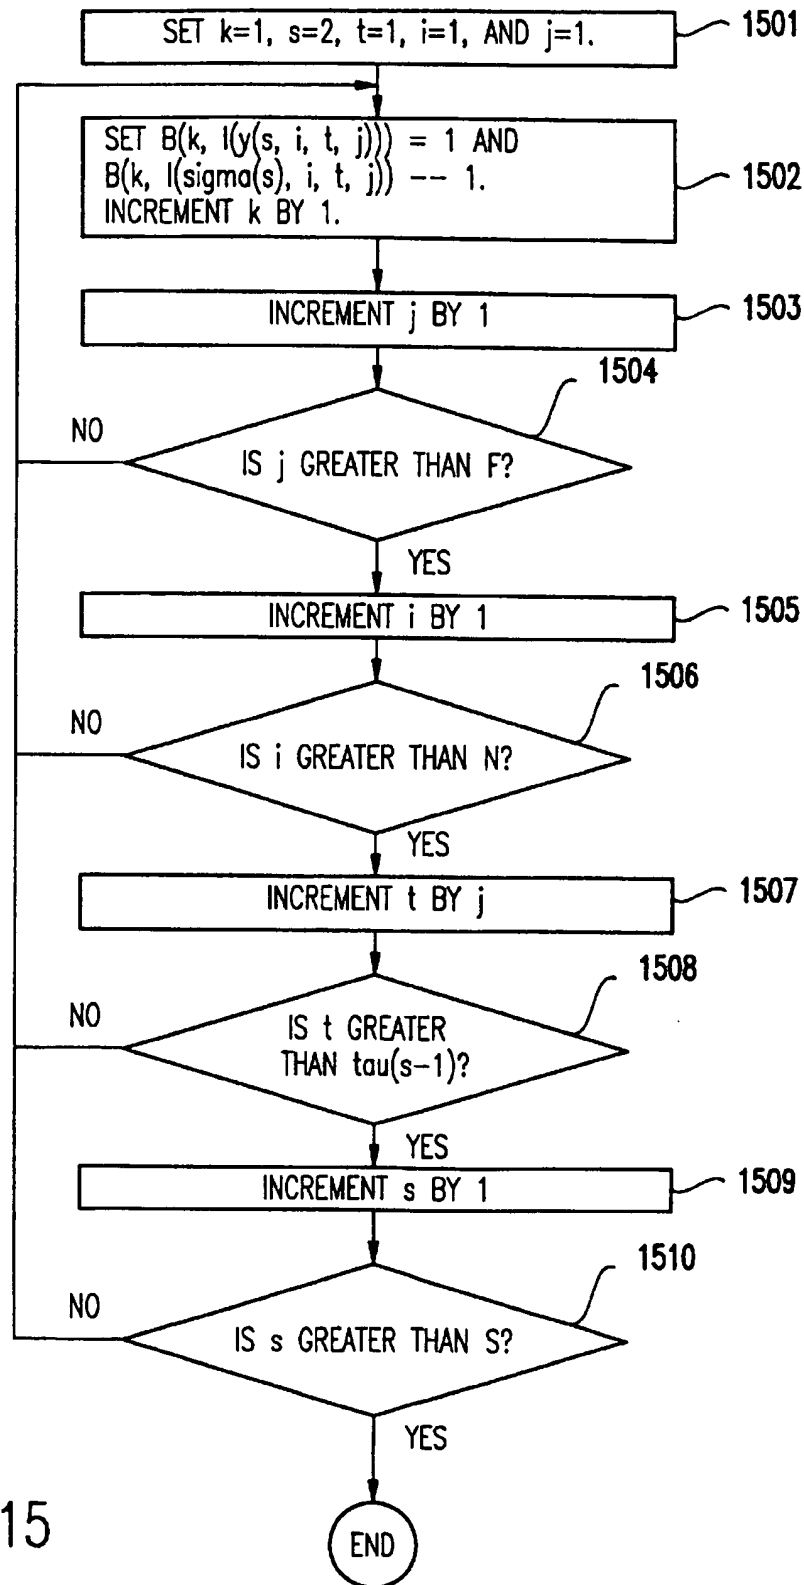 SET k=1, s=2, t=1, i=1, AND j=1.
1501
SET B(k, I(y(s, i, t, j))) = 1 AND
B(k, I(sigma(s), i, t, j)) -- 1.
INCREMENT k BY 1.
1502
INCREMENT j BY 1
1503
1504
NO
IS j GREATER THAN F?
YES
INCREMENT i BY 1
1505
1506
NO
IS i GREATER THAN N?
YES
INCREMENT t BY j
1507
1508
NO
IS t GREATER
THAN tau(s-1)?
YES
INCREMENT s BY 1
1509
1510
NO
IS s GREATER THAN S?
YES
15
END